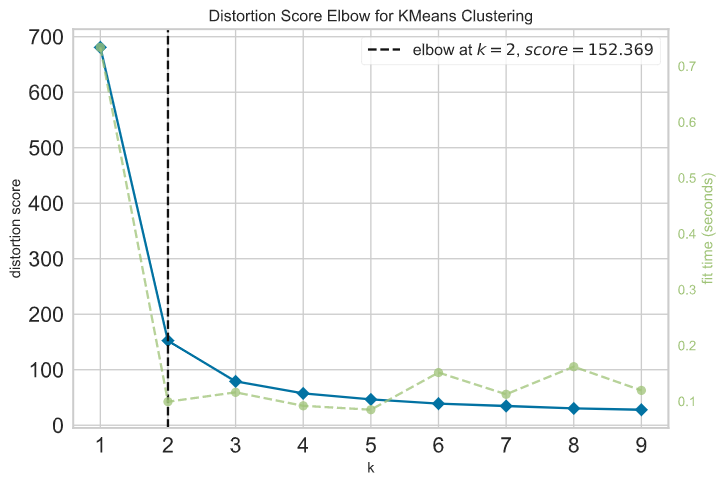 Distortion Score Elbow for KMeans Clustering
elbow at k = 2, score = 152.369
distortion score
700
600
500
400
300
200
100
0
0.7
0.6
0.5
0.4
0.3
0.2
0.1
fit time (seconds)
1 2 3 4 5 6 7 8 9
k